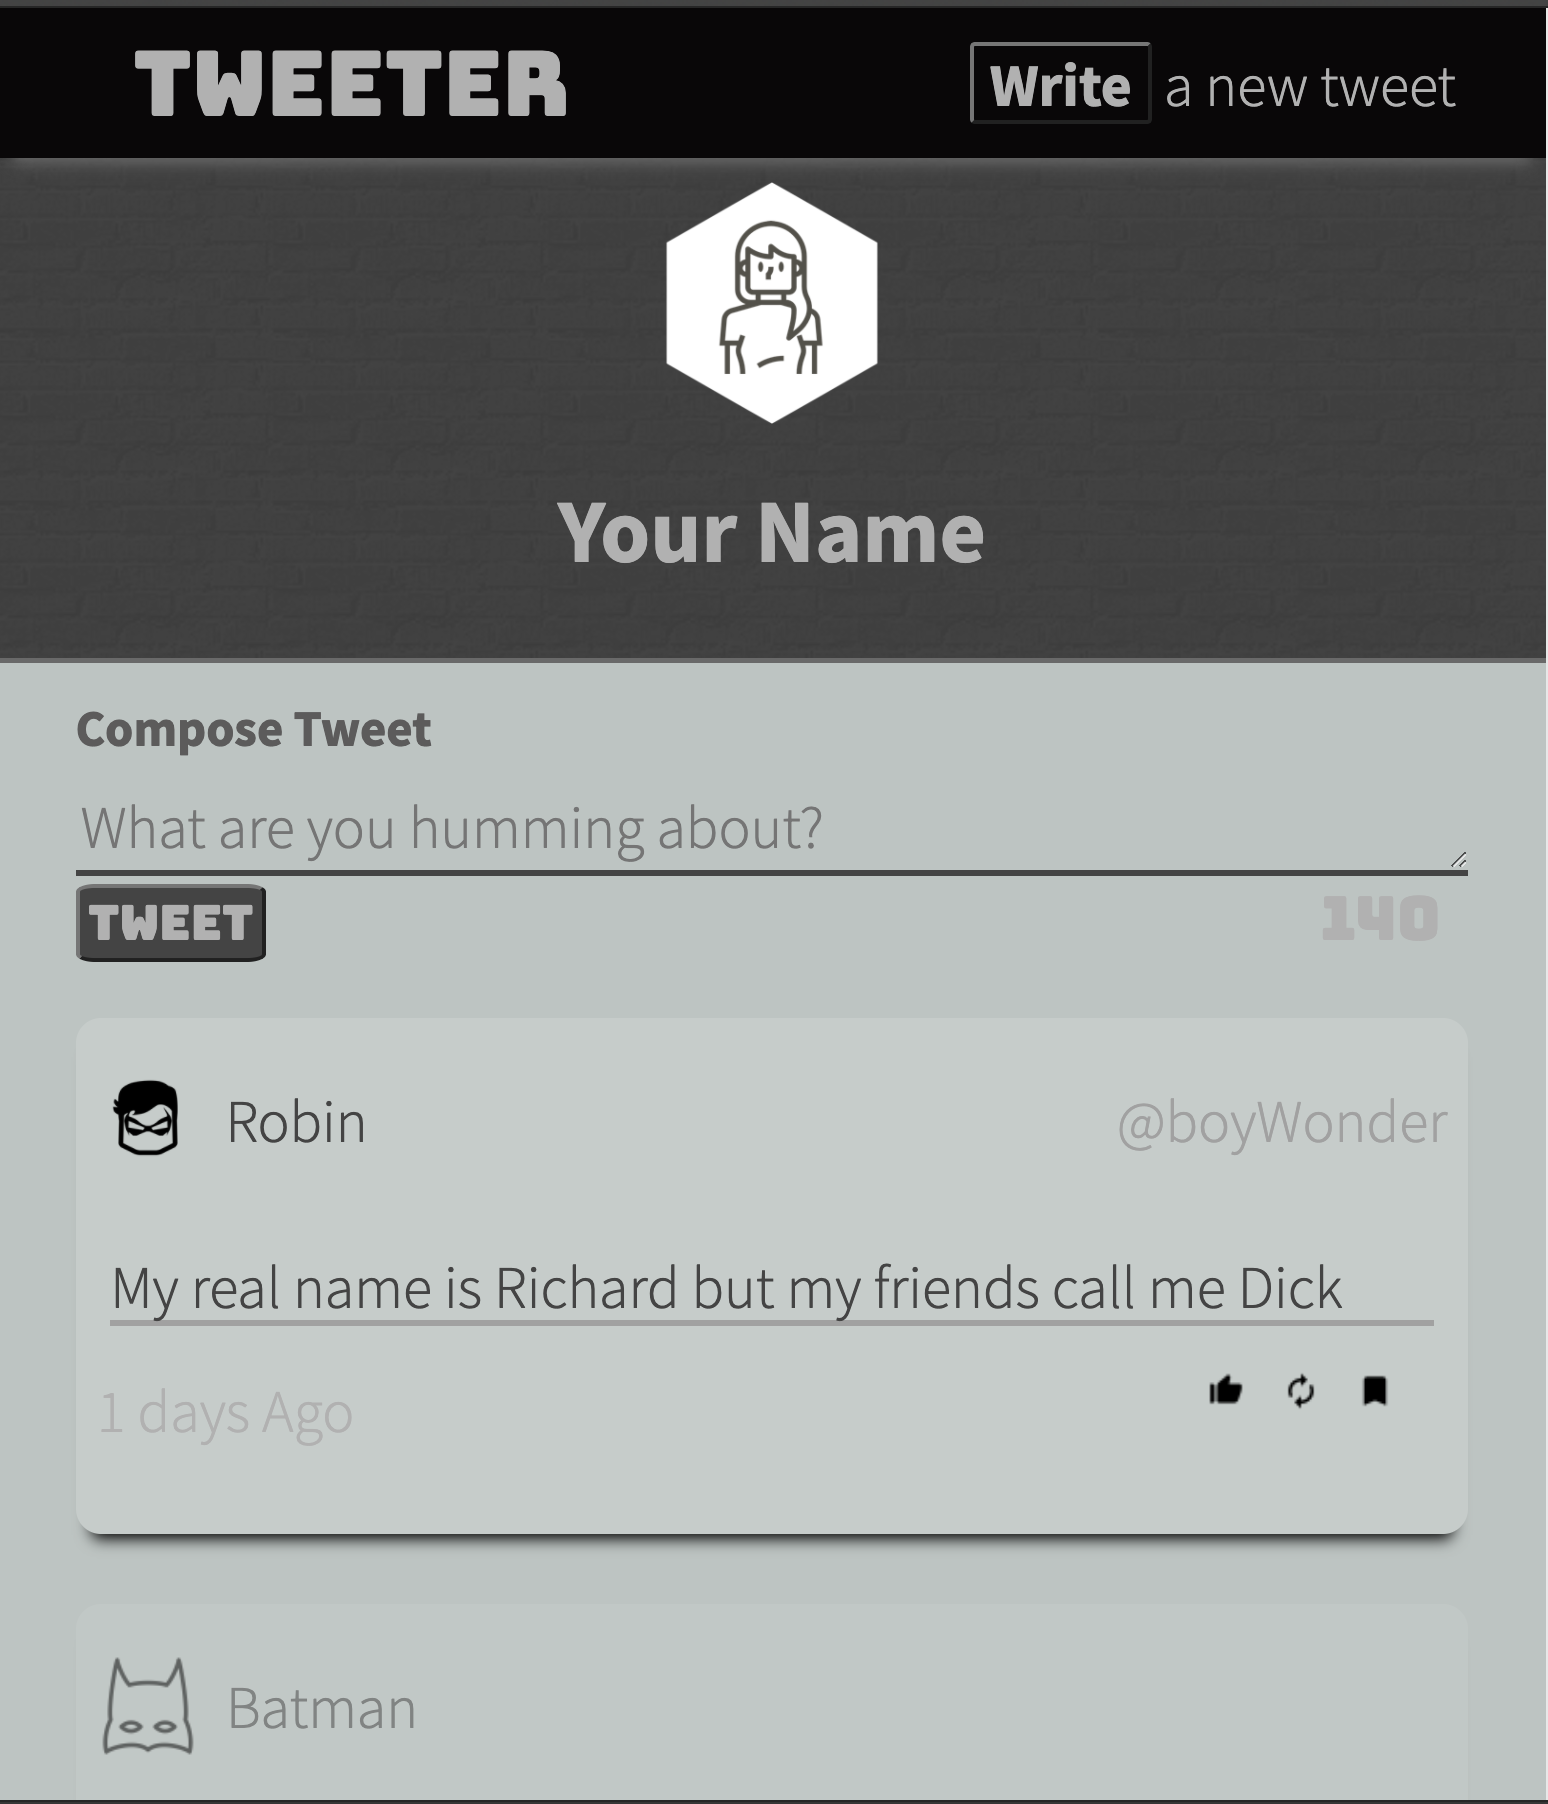 TWEETER
Write a new tweet
Your Name
Compose Tweet
What are you humming about?
TWEET 140
Robin @boyWonder
My real name is Richard but my friends call me Dick
1 days Ago
Batman